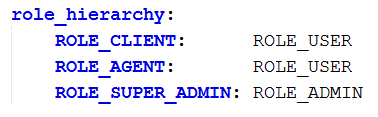 role_hierarchy:
    ROLE_CLIENT:      ROLE_USER
    ROLE_AGENT:       ROLE_USER
    ROLE_SUPER_ADMIN: ROLE_ADMIN